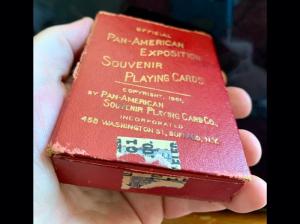 OFFICIAL
PAN-AMERICAN
EXPOSITION
SOUVENIR
PLAYING CARDS
COPYRIGHT, 1901,
BY PAN-AMERICAN
SOUVENIR PLAYING CARD CO.,
INCORPORATED
458 WASHINGTON ST., BUFFALO, N.Y.